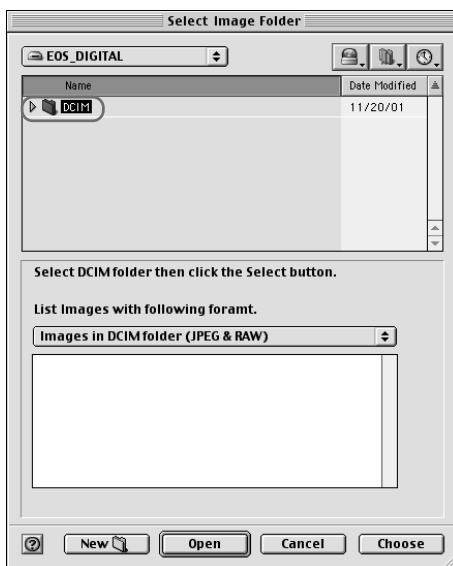 Select Image Folder
EOS_DIGITAL
Name Date Modified
DCIM 11/20/01
Select DCIM folder then click the Select button.
List Images with following foramt.
Images in DCIM folder (JPEG & RAW)
? New Open Cancel Choose